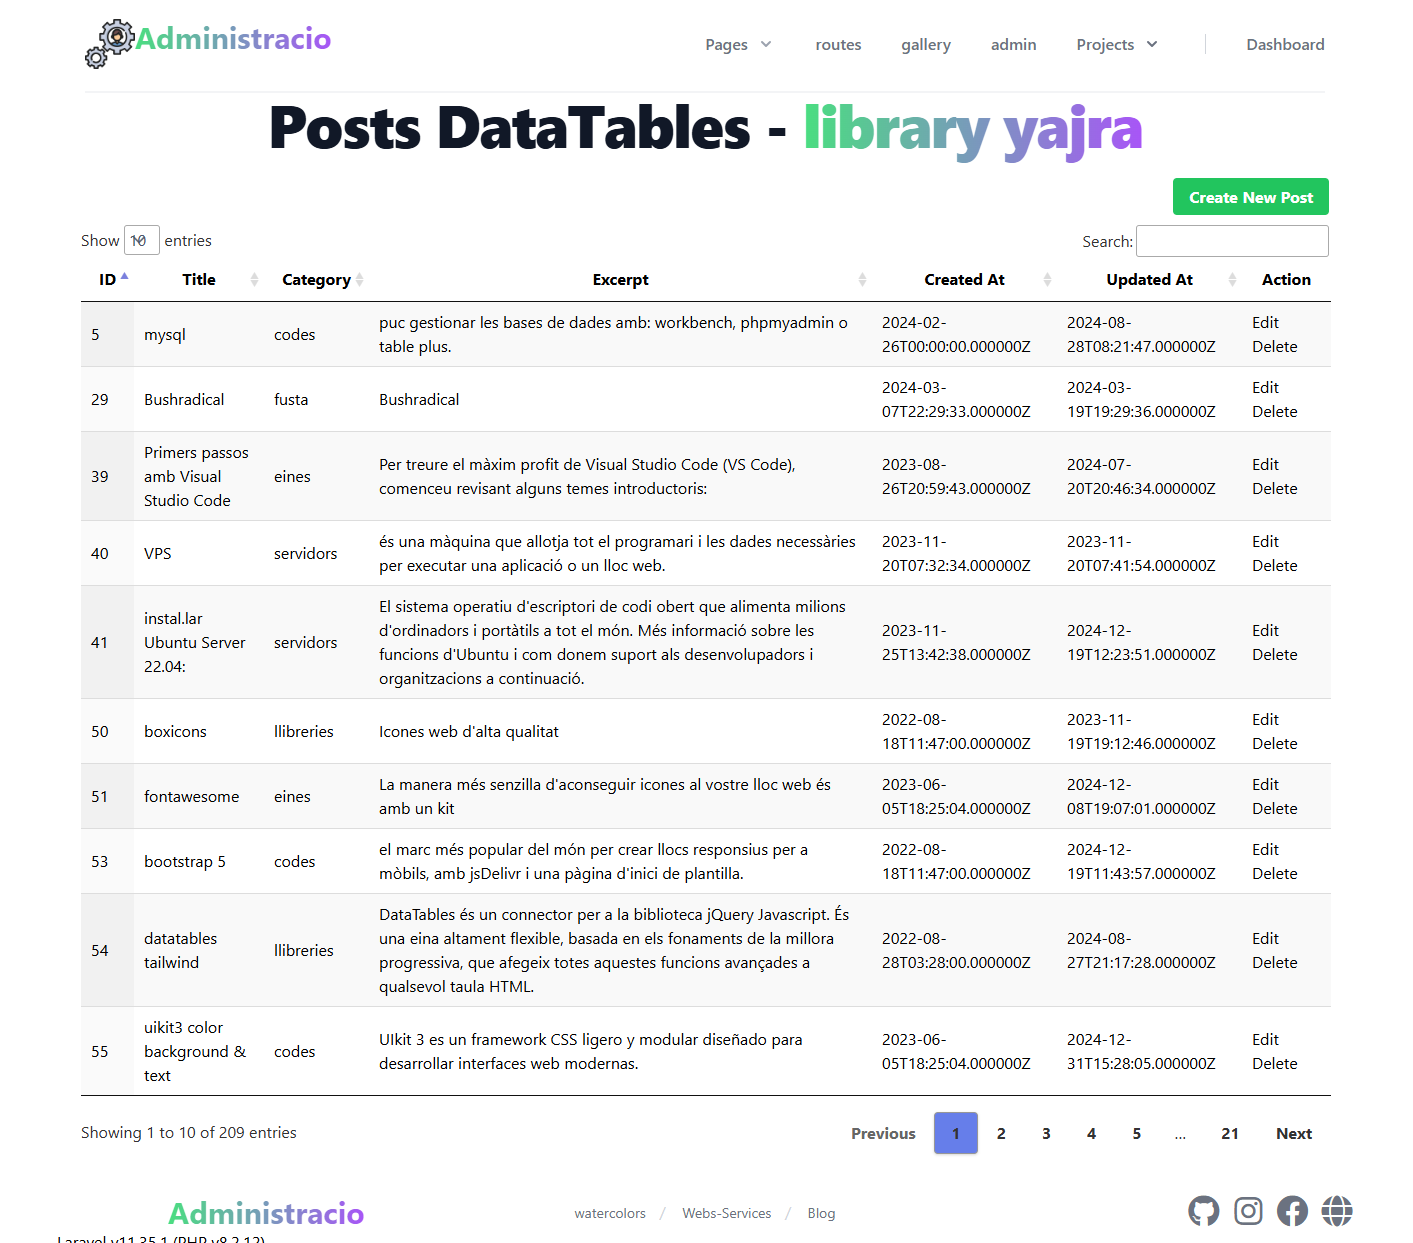 Administracio
Pages routes gallery admin Projects Dashboard
Posts DataTables - library yajra
Create New Post
Show 10 entries
Search:
ID Title Category Excerpt Created At Updated At Action
5 mysql codes puc gestionar les bases de dades amb: workbench, phpmyadmin o table plus. 2024-02-26T00:00:00.000000Z 2024-08-28T08:21:47.000000Z Edit Delete
29 Bushradical fusta Bushradical 2024-03-07T22:29:33.000000Z 2024-03-19T19:29:36.000000Z Edit Delete
39 Primers passos amb Visual Studio Code eines Per treure el màxim profit de Visual Studio Code (VS Code), comenceu revisant alguns temes introductoris: 2023-08-26T20:59:43.000000Z 2024-07-20T20:46:34.000000Z Edit Delete
40 VPS servidors és una màquina que allotja tot el programari i les dades necessàries per executar una aplicació o un lloc web. 2023-11-20T07:32:34.000000Z 2023-11-20T07:41:54.000000Z Edit Delete
41 instal.lar Ubuntu Server 22.04: servidors El sistema operatiu d'escriptori de codi obert que alimenta milions d'ordinadors i portàtils a tot el món. Més informació sobre les funcions d'Ubuntu i com donem suport als desenvolupadors i organitzacions a continuació. 2023-11-25T13:42:38.000000Z 2024-12-19T12:23:51.000000Z Edit Delete
50 boxicons llibreries Icones web d'alta qualitat 2022-08-18T11:47:00.000000Z 2023-11-19T19:12:46.000000Z Edit Delete
51 fontawesome eines La manera més senzilla d'aconseguir icones al vostre lloc web és amb un kit 2023-06-05T18:25:04.000000Z 2024-12-08T19:07:01.000000Z Edit Delete
53 bootstrap 5 codes el marc més popular del món per crear llocs responsius per a mòbils, amb jsDelivr i una pàgina d'inici de plantilla. 2022-08-18T11:47:00.000000Z 2024-12-19T11:43:57.000000Z Edit Delete
54 datatables tailwind llibreries DataTables és un connector per a la biblioteca jQuery Javascript. És una eina altament flexible, basada en els fonaments de la millora progressiva, que afegeix totes aquestes funcions avançades a qualsevol taula HTML. 2022-08-28T03:28:00.000000Z 2024-08-27T21:17:28.000000Z Edit Delete
55 uikit3 color background & text codes UIkit 3 es un framework CSS ligero y modular diseñado para desarrollar interfaces web modernas. 2023-06-05T18:25:04.000000Z 2024-12-31T15:28:05.000000Z Edit Delete
Showing 1 to 10 of 209 entries
Previous 1 2 3 4 5 ... 21 Next
Administracio
watercolors / Webs-Services / Blog
Laravel v11.35.1 (PHP v8.2.12)